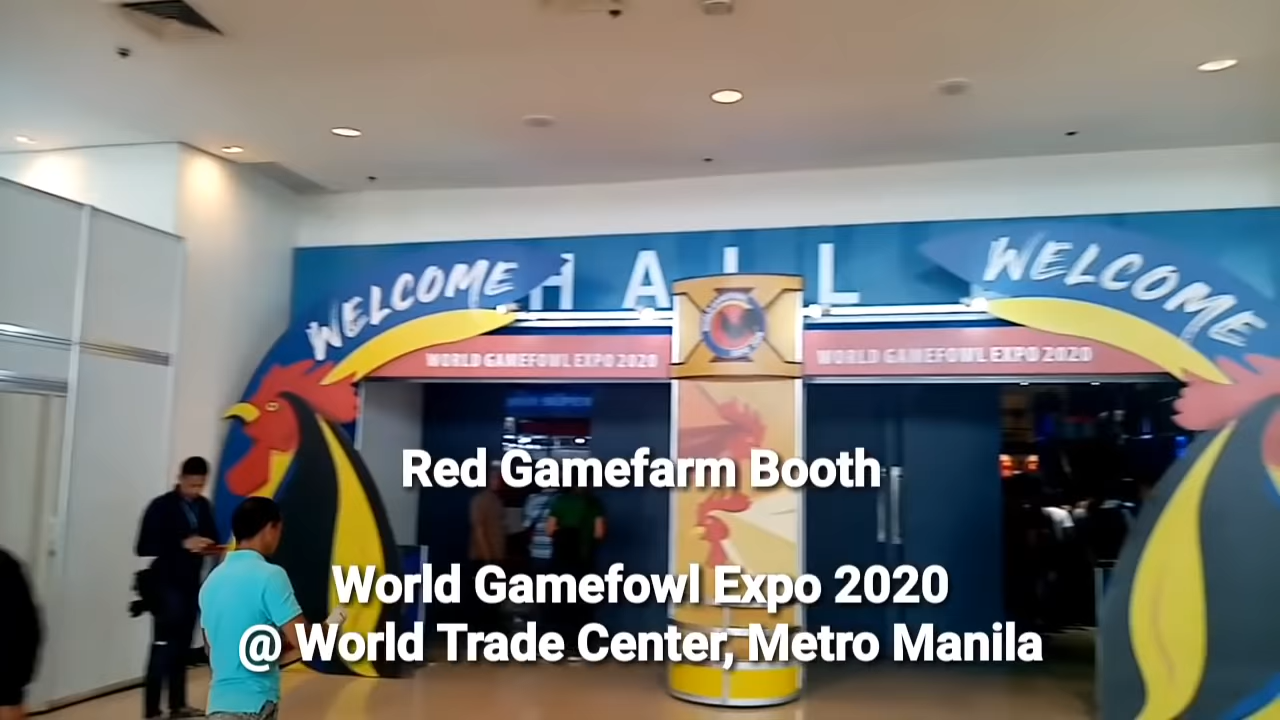 WELCOME
HALL
WELCOME
WORLD GAMEFOWL EXPO 2020
WORLD GAMEFOWL EXPO 2020
Red Gamefarm Booth
World Gamefowl Expo 2020
@ World Trade Center, Metro Manila